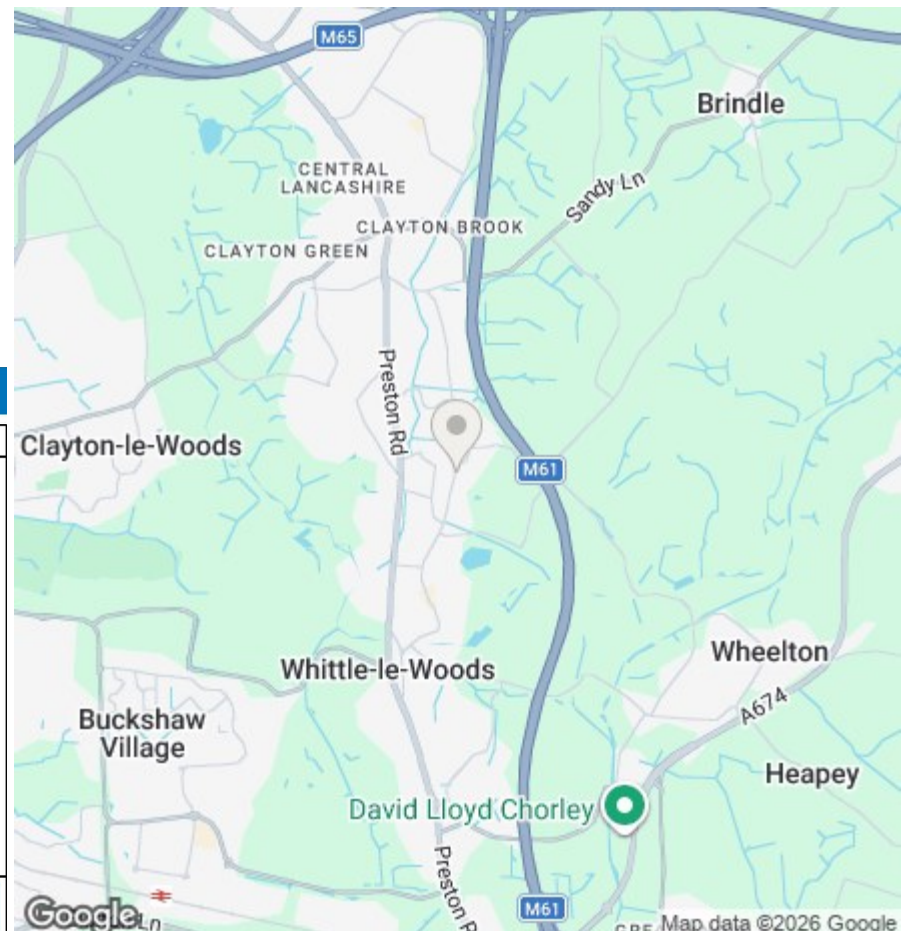 M65
Brindle
CENTRAL
LANCASHIRE
Sandy Ln
CLAYTON BROOK
CLAYTON GREEN
Preston Rd
Clayton-le-Woods
M61
Whittle-le-Woods
Wheelton
A674
Buckshaw
Village
Heapey
David Lloyd Chorley
Preston R
M61
Google
Ln
Map data ©2026 Google